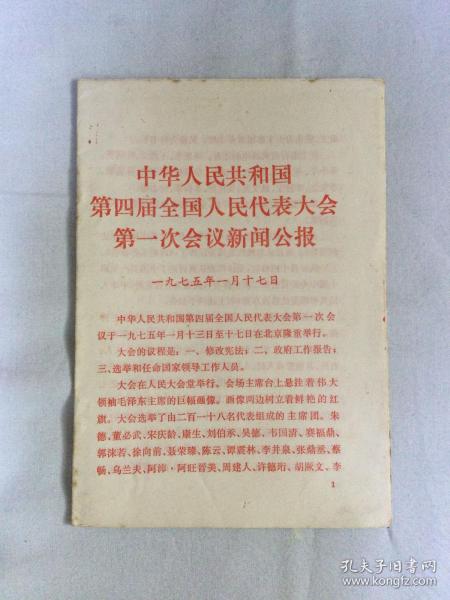 中华人民共和国
第四届全国人民代表大会
第一次会议新闻公报
一九七五年一月十七日
中华人民共和国第四届全国人民代表大会第一次会
议于一九七五年一月十三日至十七日在北京隆重举行。
大会的议程是：一、修改宪法；二、政府工作报告；
三、选举和任命国家领导工作人员。
大会在人民大会堂举行。会场主席台上悬挂着伟大
领袖毛泽东主席的巨幅画像。画像两边树立着鲜艳的红
旗。大会选举了由二百一十八名代表组成的主席团。朱
德、董必武、宋庆龄、康生、刘伯承、吴德、韦国清、赛福鼎、
郭沫若、徐向前、聂荣臻、陈云、谭震林、李井泉、张鼎丞、蔡
畅、乌兰夫、阿沛·阿旺晋美、周建人、许德珩、胡厥文、李
1
孔夫子旧书网
www.kongfz.com